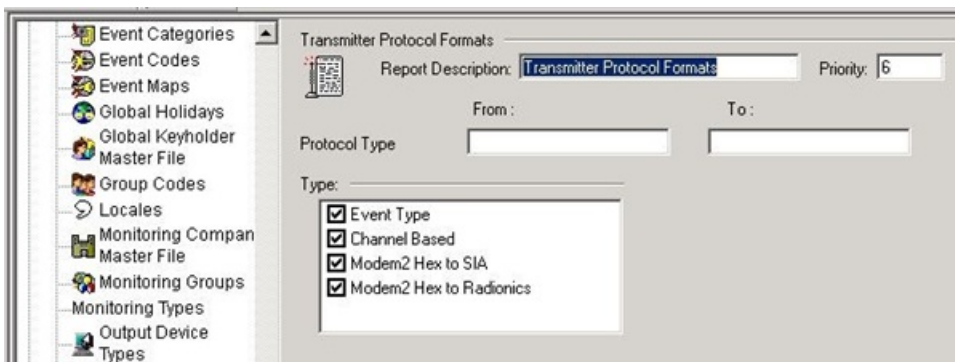 Event Categories
Event Codes
Event Maps
Global Holidays
Global Keyholder
Master File
Group Codes
Locales
Monitoring Compan
Master File
Monitoring Groups
Monitoring Types
Output Device
Types
Transmitter Protocol Formats
Report Description: Transmitter Protocol Formats Priority: 6
From : To :
Protocol Type
Type:
Event Type
Channel Based
Modem2 Hex to SIA
Modem2 Hex to Radionics